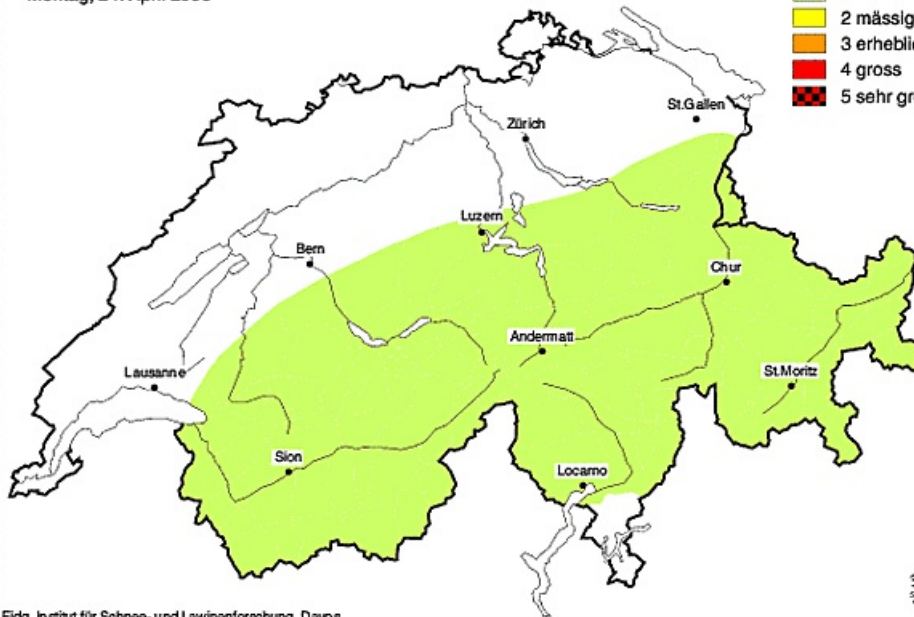 2 mässig
3 erheblic
4 gross
5 sehr gr
St.Gallen
Zürich
Luzern
Bern
Chur
Andermatt
Lausanne
St.Moritz
Sion
Locarno
Eidg. Institut für Schnee- und Lawinenforschung, Davos